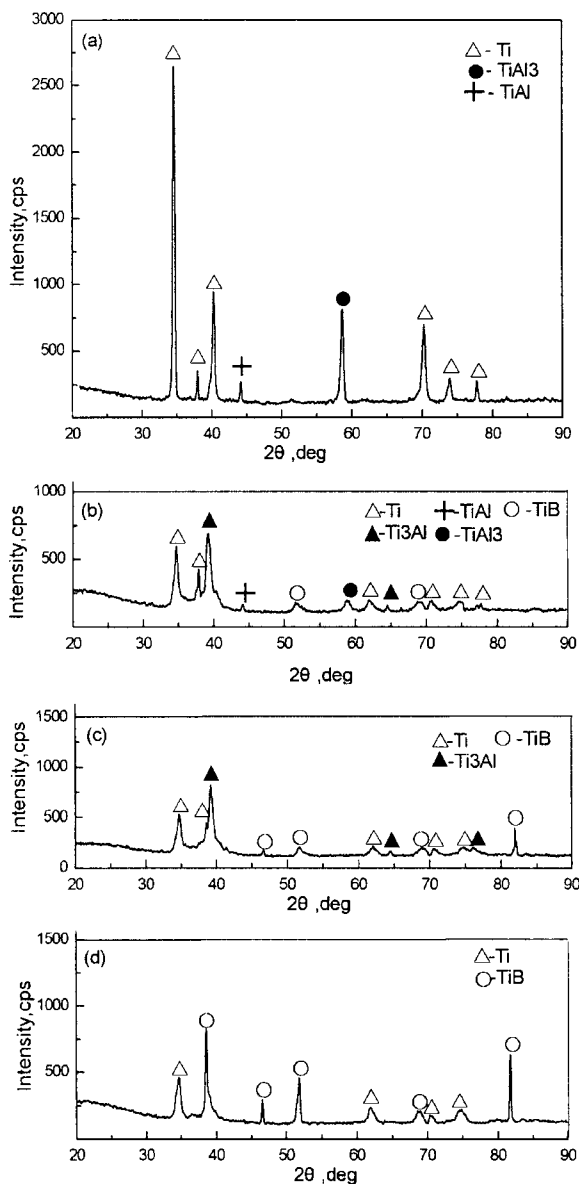 (a)
△- Ti
●- TiAl3
+- TiAl
3000
2500
2000
1500
1000
500
Intensity,cps
20 30 40 50 60 70 80 90
2θ ,deg
(b)
△-Ti +-TiAl ○-TiB
▲-Ti3Al ●-TiAl3
1000
500
Intensity,cps
20 30 40 50 60 70 80 90
2θ ,deg
(c)
△-Ti ○-TiB
▲-Ti3Al
1500
1000
500
0
Intensity,cps
20 30 40 50 60 70 80 90
2θ ,deg
(d)
△-Ti
○-TiB
1500
1000
500
Intensity,cps
20 30 40 50 60 70 80 90
2θ ,deg